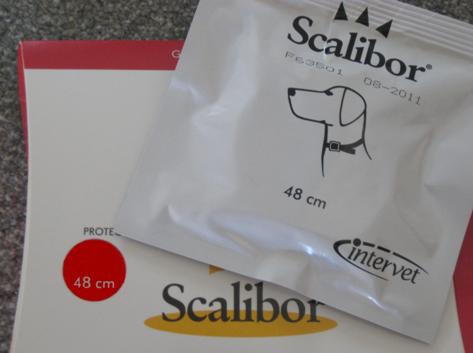 Scalibor®
F63501 08-2011
48 cm
intervet
PROTE
48 cm
Scalibor